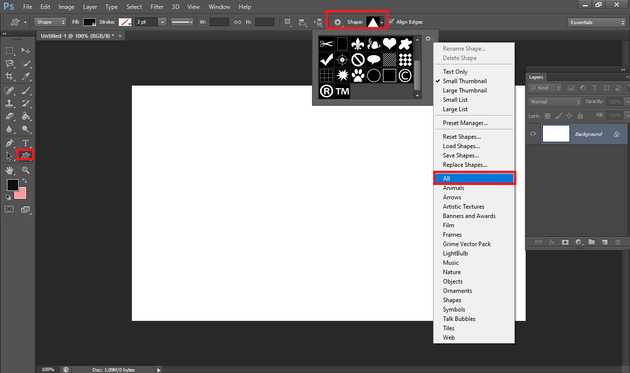 Ps File Edit Image Layer Type Select Filter 3D View Window Help
Shape Fill: Stroke: 3 pt W: H: Shape: Align Edges Essentials
Untitled-1 @ 100% (RGB/8) * ×
® TM ©
Rename Shape...
Delete Shape
Text Only
Small Thumbnail
Large Thumbnail
Small List
Large List
Preset Manager...
Reset Shapes...
Load Shapes...
Save Shapes...
Replace Shapes...
All
Animals
Arrows
Artistic Textures
Banners and Awards
Film
Frames
Grime Vector Pack
LightBulb
Music
Nature
Objects
Ornaments
Shapes
Symbols
Talk Bubbles
Tiles
Web
Layers
Kind
Normal Opacity:
Fill:
Background
100% Doc: 1.09M/0 bytes